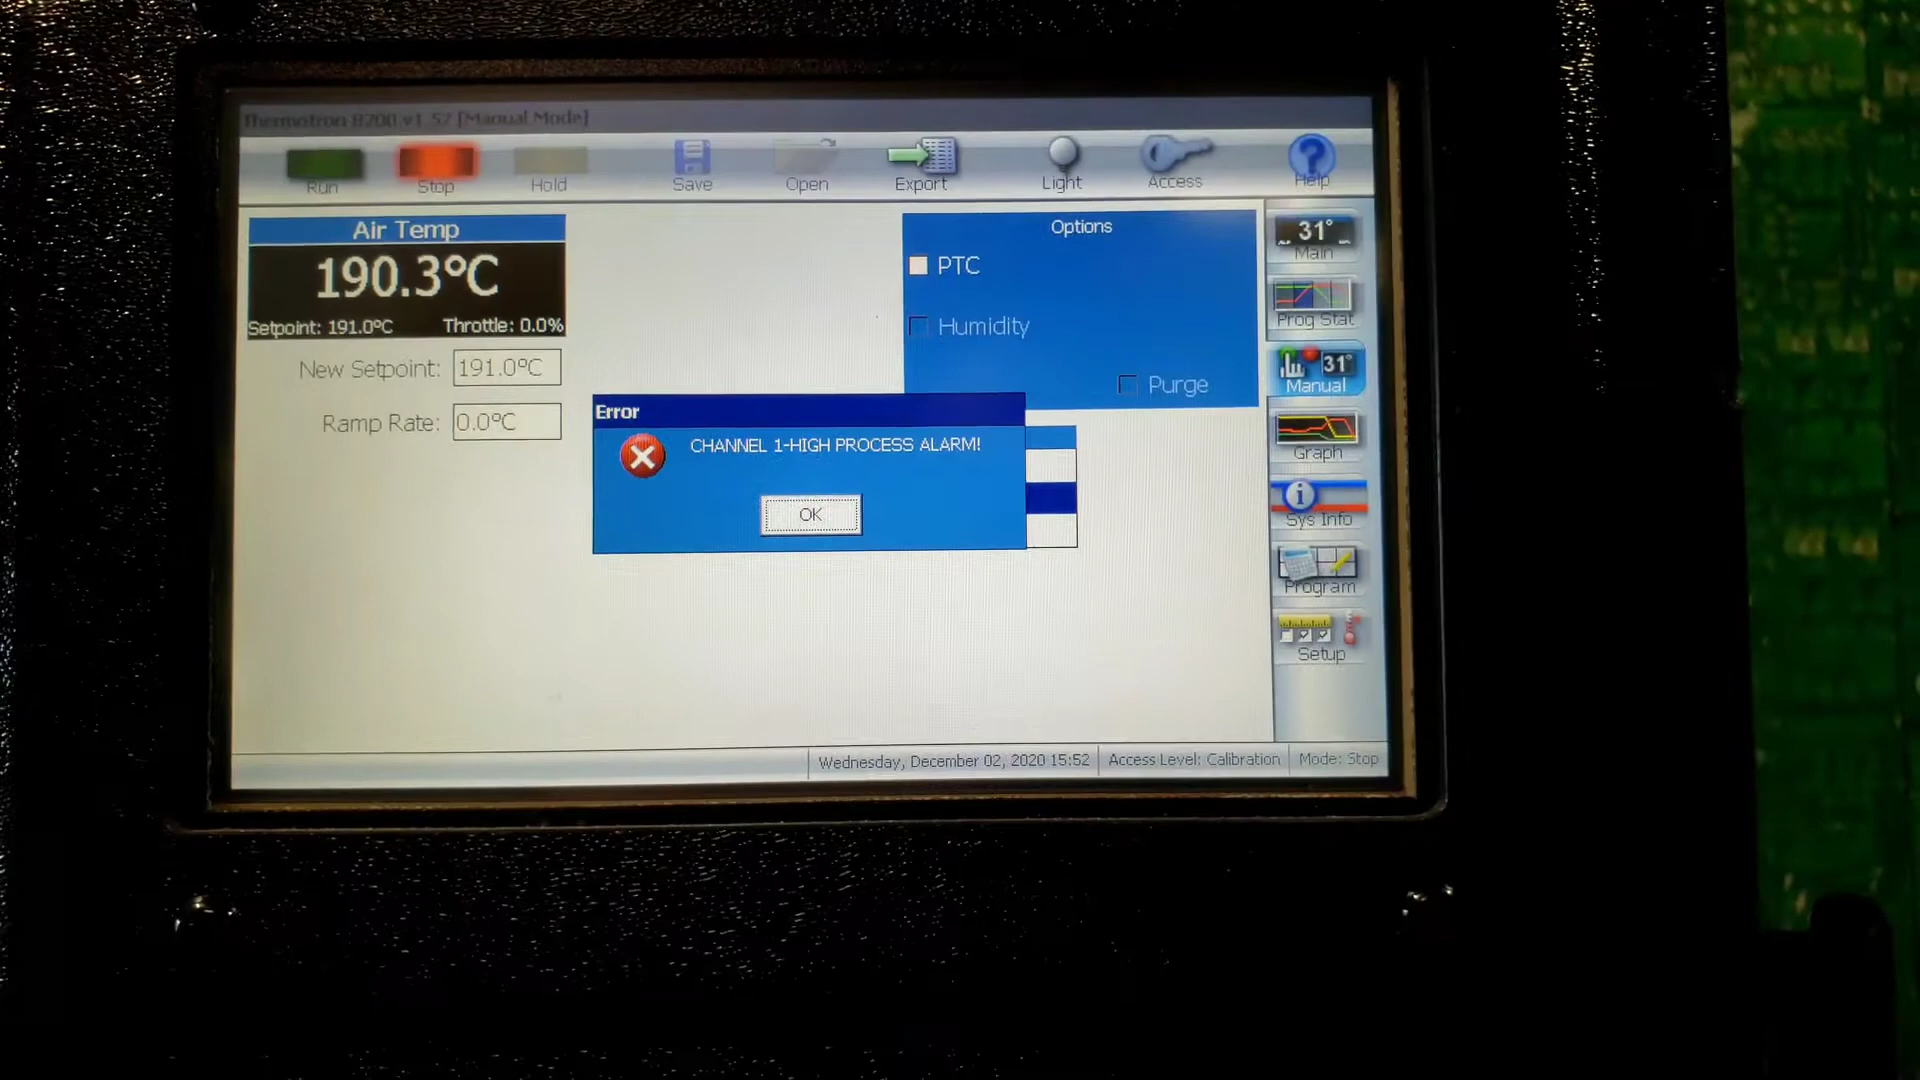 Thermotron 8200 v1.57 [Manual Mode]
Run
Stop
Hold
Save
Open
Export
Light
Access
Help
Air Temp
190.3°C
Setpoint: 191.0°C
Throttle: 0.0%
New Setpoint: 191.0°C
Ramp Rate: 0.0°C
Options
PTC
Humidity
Purge
Error
CHANNEL 1-HIGH PROCESS ALARM!
OK
31°
Main
Prog Stat
31°
Manual
Graph
Sys Info
Program
Setup
Wednesday, December 02, 2020 15:52
Access Level: Calibration
Mode: Stop